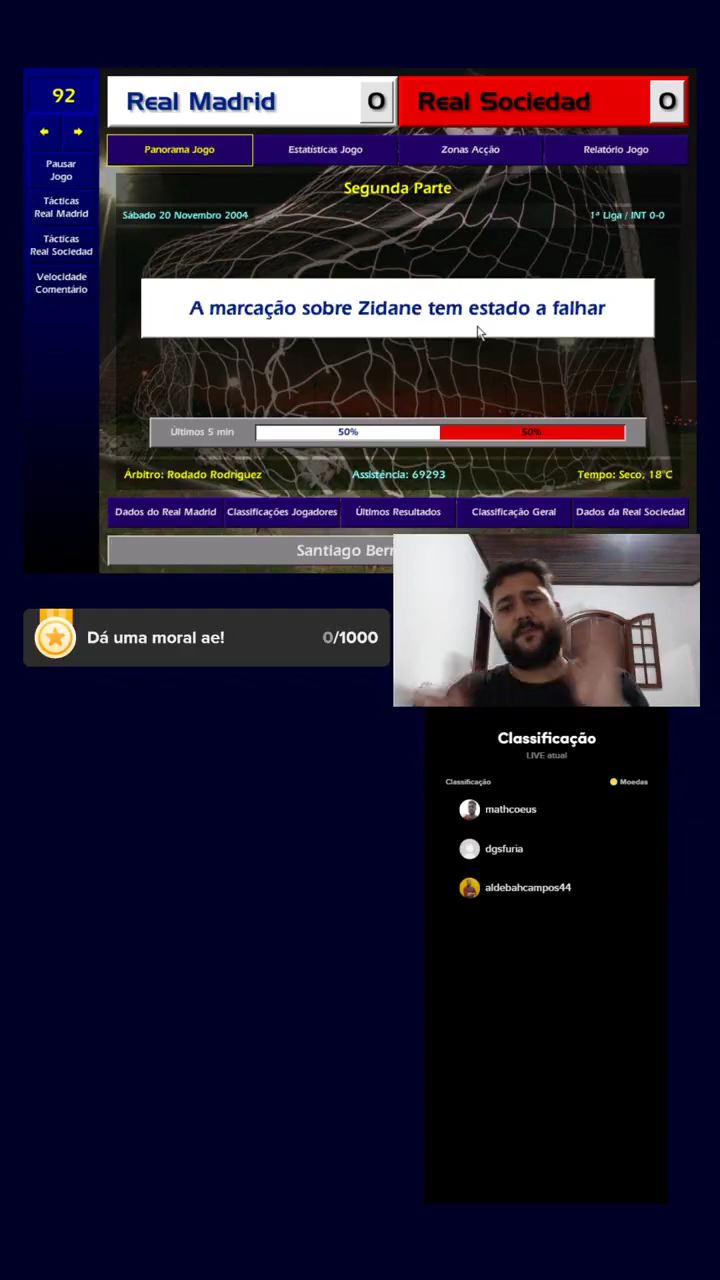 92
Real Madrid 0
Real Sociedad 0
Pausar
Jogo
Tácticas
Real Madrid
Tácticas
Real Sociedad
Velocidade
Comentário
Panorama Jogo
Estatísticas Jogo
Zonas Acção
Relatório Jogo
Segunda Parte
Sábado 20 Novembro 2004
1ª Liga / INT 0-0
A marcação sobre Zidane tem estado a falhar
Últimos 5 min
50%
50%
Árbitro: Rodado Rodriguez
Assistência: 69293
Tempo: Seco, 18°C
Dados do Real Madrid
Classificações Jogadores
Últimos Resultados
Classificação Geral
Dados da Real Sociedad
Santiago Bern
Dá uma moral ae!
0/1000
Classificação
LIVE atual
Classificação
Moedas
mathcoeus
dgsfuria
aldebahcampos44